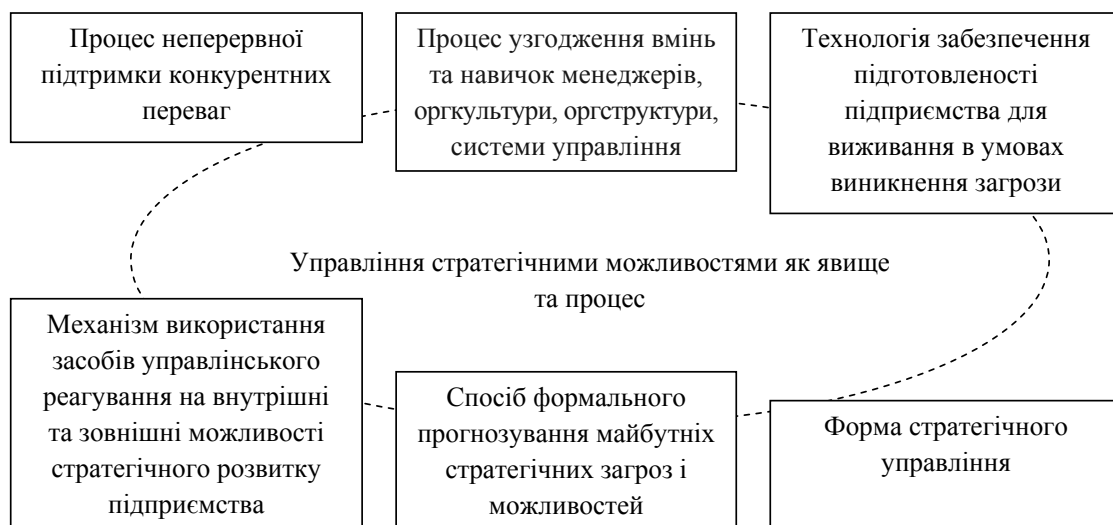 Процес неперервної
підтримки конкурентних
переваг
Процес узгодження вмінь
та навичок менеджерів,
оргкультури, оргструктури,
системи управління
Технологія забезпечення
підготовленості
підприємства для
виживання в умовах
виникнення загрози
Управління стратегічними можливостями як явище
та процес
Механізм використання
засобів управлінського
реагування на внутрішні
та зовнішні можливості
стратегічного розвитку
підприємства
Спосіб формального
прогнозування майбутніх
стратегічних загроз і
можливостей
Форма стратегічного
управління